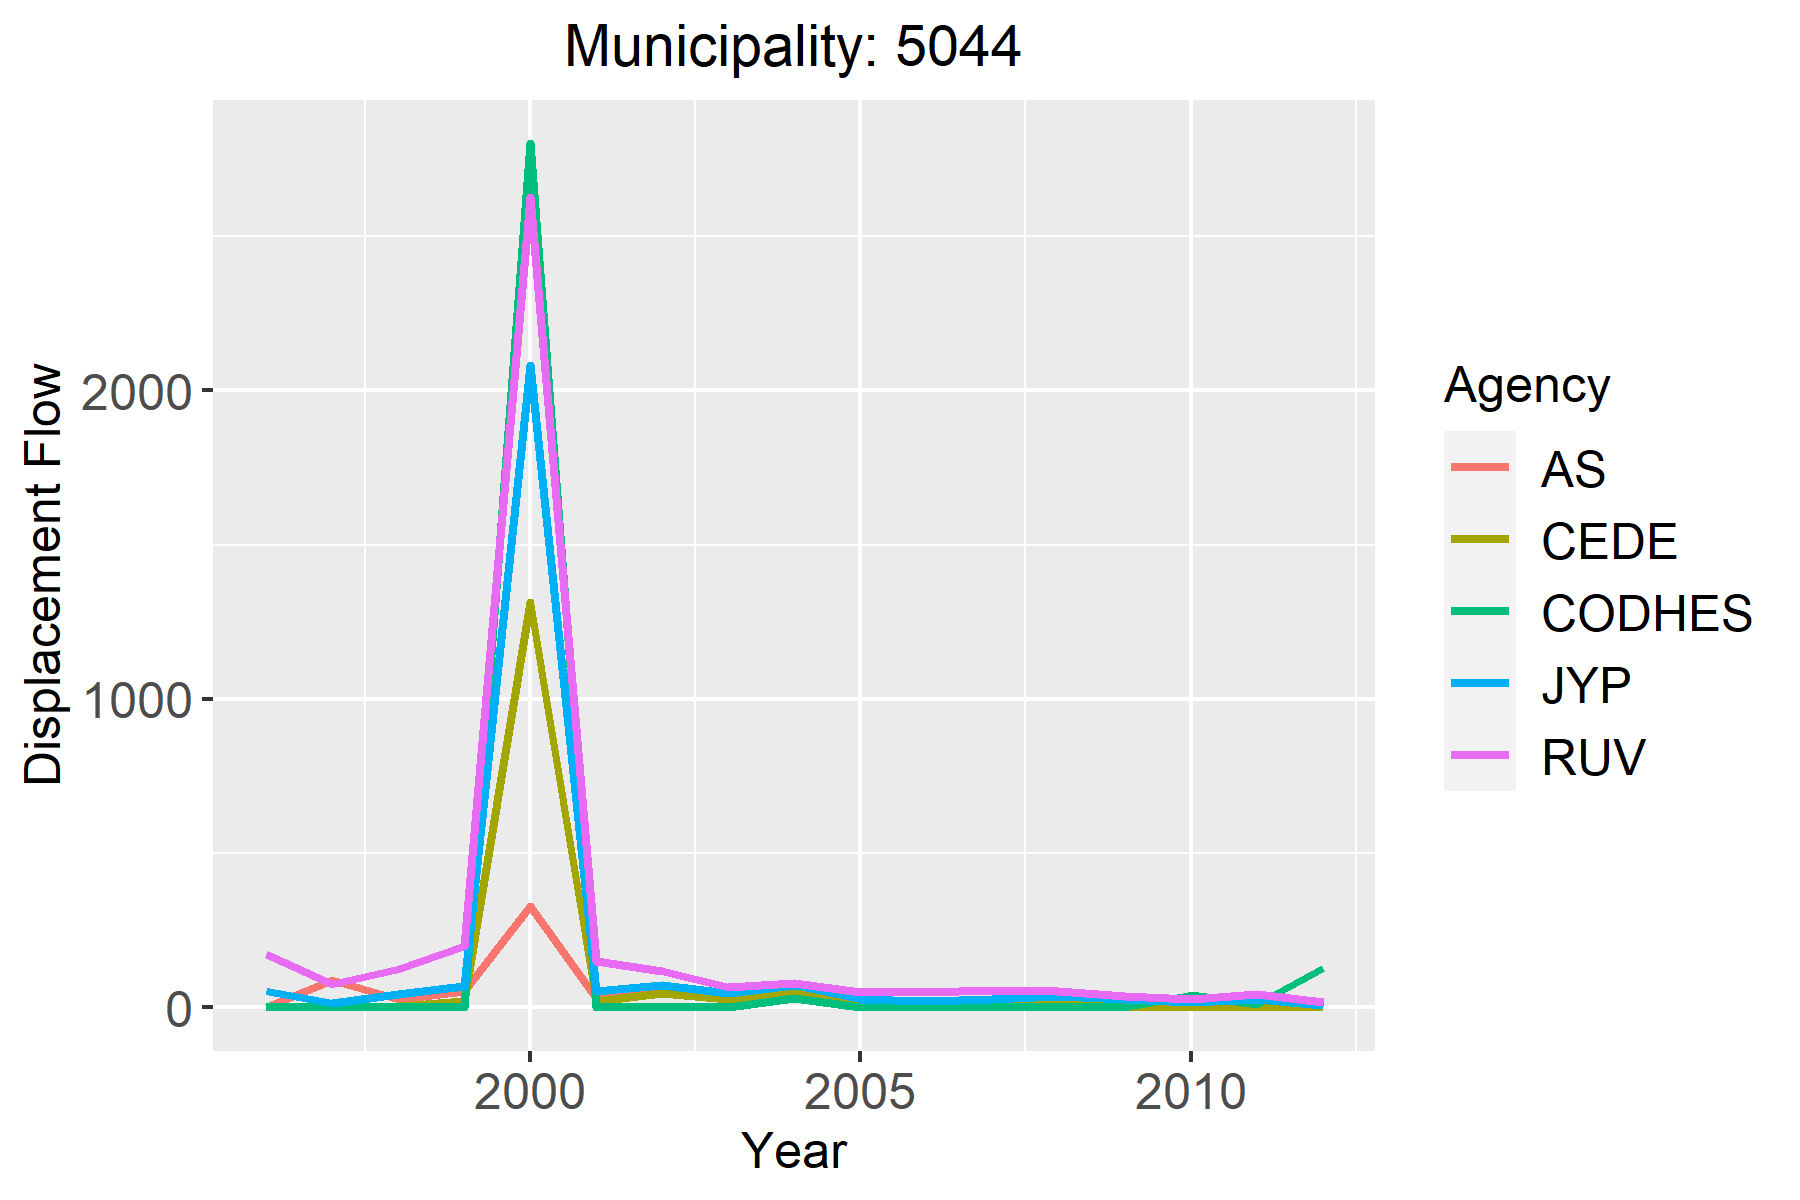 Municipality: 5044
Displacement Flow
2000
1000
0
2000 2005 2010
Year
Agency
AS
CEDE
CODHES
JYP
RUV